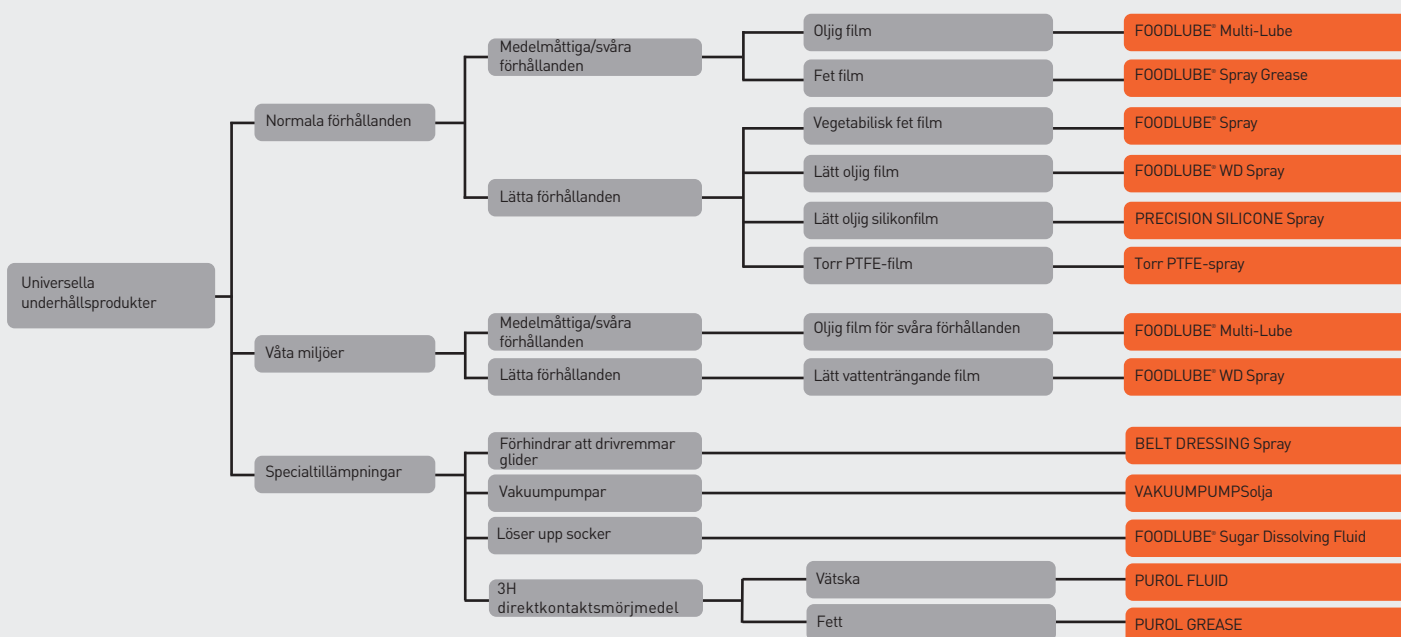 Universella
underhållsprodukter
Normala förhållanden
Medelmåttiga/svåra
förhållanden
Oljig film
FOODLUBE® Multi-Lube
Fet film
FOODLUBE® Spray Grease
Lätta förhållanden
Vegetabilisk fet film
FOODLUBE® Spray
Lätt oljig film
FOODLUBE® WD Spray
Lätt oljig silikonfilm
PRECISION SILICONE Spray
Torr PTFE-film
Torr PTFE-spray
Våta miljöer
Medelmåttiga/svåra
förhållanden
Oljig film för svåra förhållanden
FOODLUBE® Multi-Lube
Lätta förhållanden
Lätt vattenträngande film
FOODLUBE® WD Spray
Specialtillämpningar
Förhindrar att drivremmar
glider
BELT DRESSING Spray
Vakuumpumpar
VAKUUMPUMPSolja
Löser upp socker
FOODLUBE® Sugar Dissolving Fluid
3H
direktkontaktsmörjmedel
Vätska
PUROL FLUID
Fett
PUROL GREASE